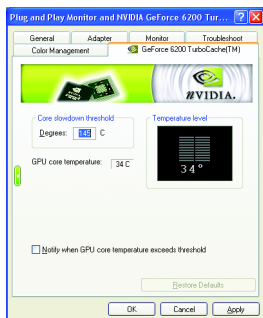 Plug and Play Monitor and NVIDIA GeForce 6200 Tur...
General Adapter Monitor Troubleshoot
Color Management GeForce 6200 TurboCache(TM)
nVIDIA.
Core slowdown threshold
Degrees: 145 C
Temperature level
34°
GPU core temperature: 34 C
Notify when GPU core temperature exceeds threshold
Restore Defaults
OK Cancel Apply